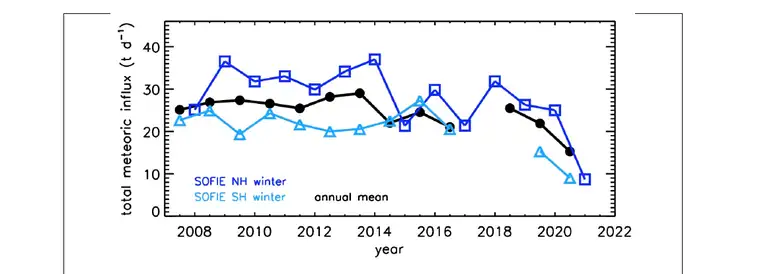 total meteoric influx (t d⁻¹)
40
30
20
10
0
SOFIE NH winter
SOFIE SH winter annual mean
2008 2010 2012 2014 2016 2018 2020 2022
year